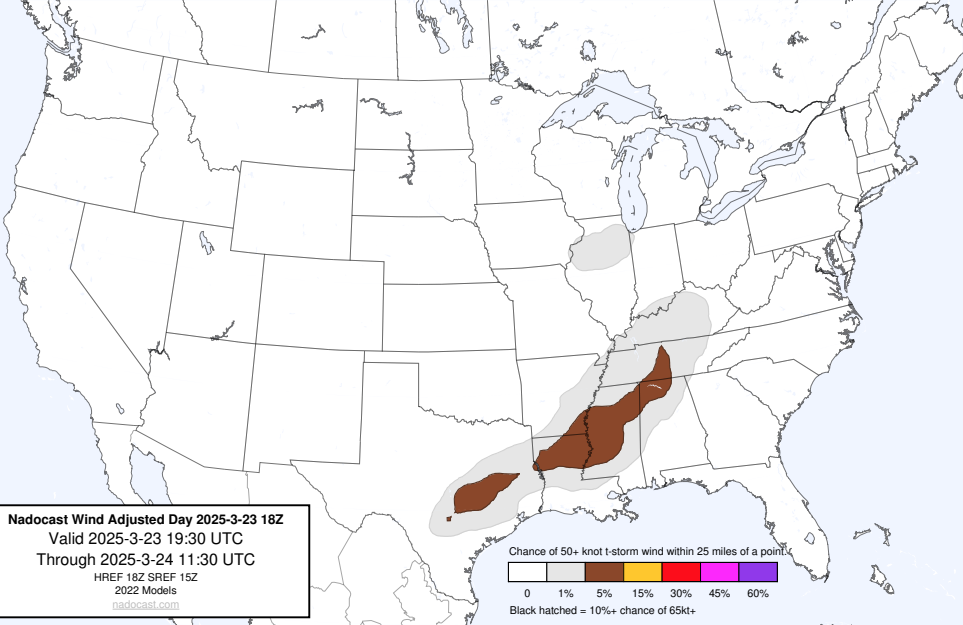 Nadocast Wind Adjusted Day 2025-3-23 18Z
Valid 2025-3-23 19:30 UTC
Through 2025-3-24 11:30 UTC
HREF 18Z SREF 15Z
2022 Models
nadocast.com
Chance of 50+ knot t-storm wind within 25 miles of a point.
0 1% 5% 15% 30% 45% 60%
Black hatched = 10%+ chance of 65kt+